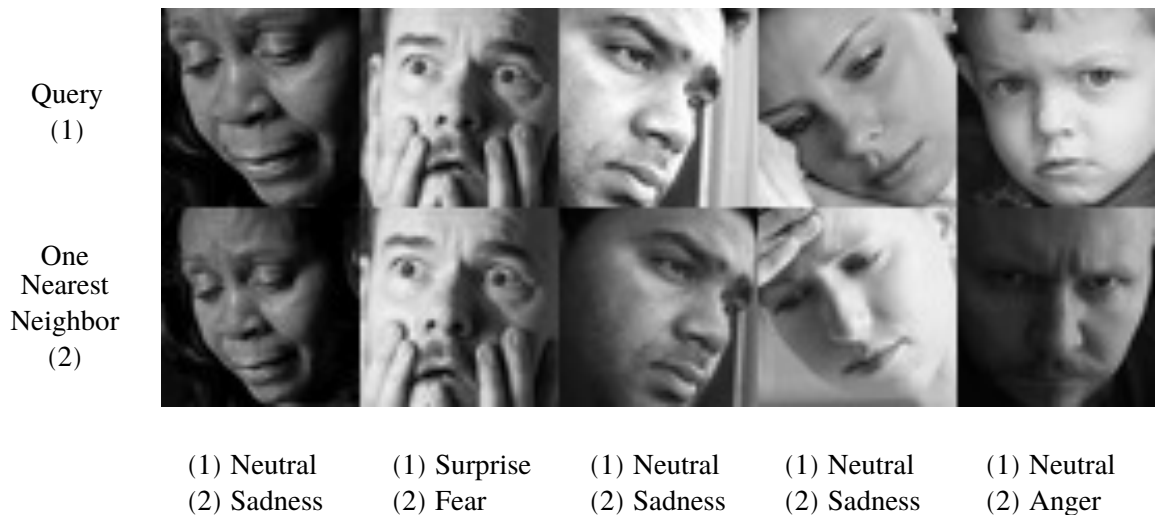 Query
(1)
One
Nearest
Neighbor
(2)
(1) Neutral
(2) Sadness
(1) Surprise
(2) Fear
(1) Neutral
(2) Sadness
(1) Neutral
(2) Sadness
(1) Neutral
(2) Anger